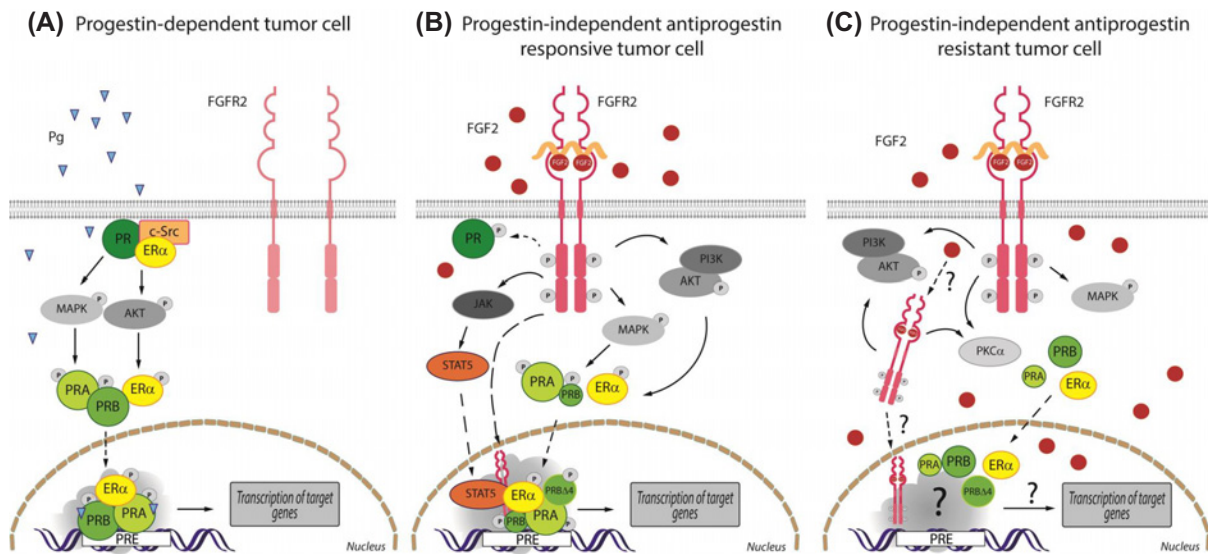 (A) Progestin-dependent tumor cell
Pg
FGFR2
PR
c-Src
ERα
MAPK
P
AKT
P
P
PRA
P
PRB
ERα
P
P
P
ERα
P
P
PRB
PRA
PRE
Transcription of target
genes
Nucleus
(B) Progestin-independent antiprogestin
responsive tumor cell
FGF2
FGFR2
FGF2
FGF2
PR
P
P
P
P
P
PI3K
AKT
P
JAK
P
MAPK
P
STAT5
P
PRA
PRB
P
ERα
P
P
P
STAT5
ERα
PRBΔ4
PRB
PRA
P
PRE
Transcription of target
genes
Nucleus
(C) Progestin-independent antiprogestin
resistant tumor cell
FGF2
FGFR2
FGF2
FGF2
PI3K
AKT
P
?
P
P
P
P
MAPK
P
PKCα
PRB
PRA
ERα
?
PRA
PRB
ERα
PRBΔ4
?
?
PRE
Transcription of target
genes
Nucleus